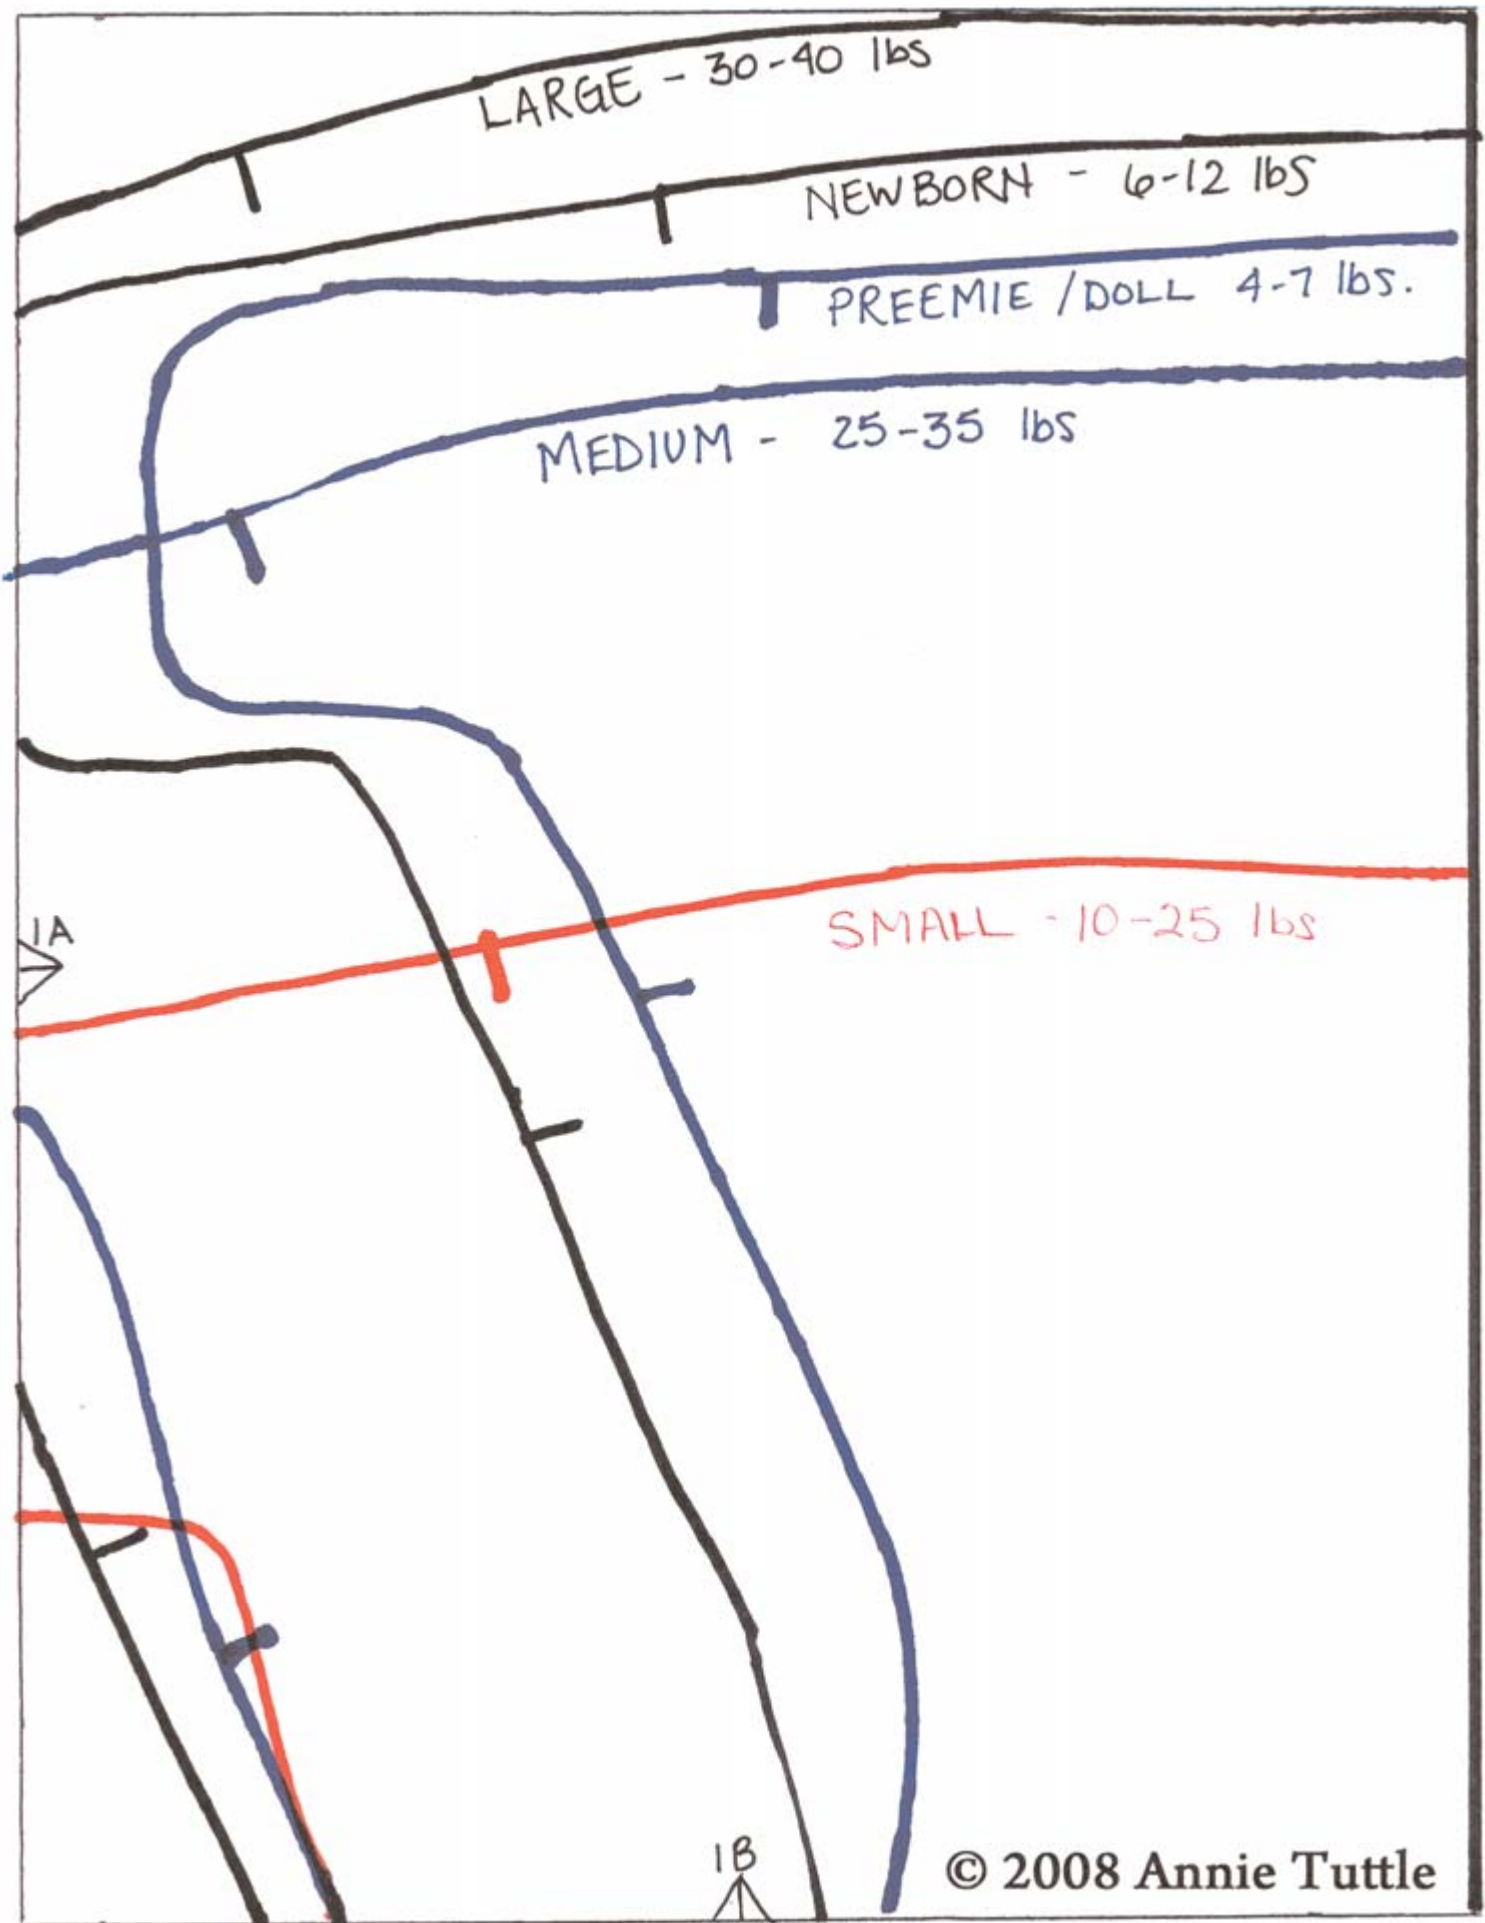 LARGE - 30-40 lbs
NEWBORN - 6-12 lbs
PREEMIE /DOLL 4-7 lbs.
MEDIUM - 25-35 lbs
1A
SMALL - 10-25 lbs
1B
© 2008 Annie Tuttle